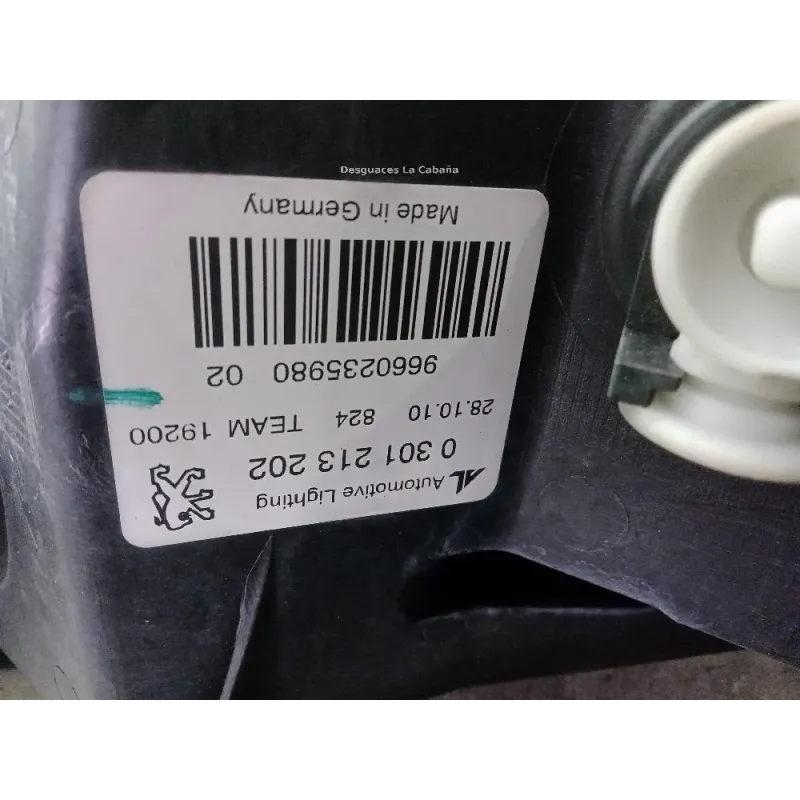 Desguaces La Cabaña
AL Automotive Lighting
0 301 213 202
28.10.10 824 TEAM 19200
9660235980 02
Made in Germany